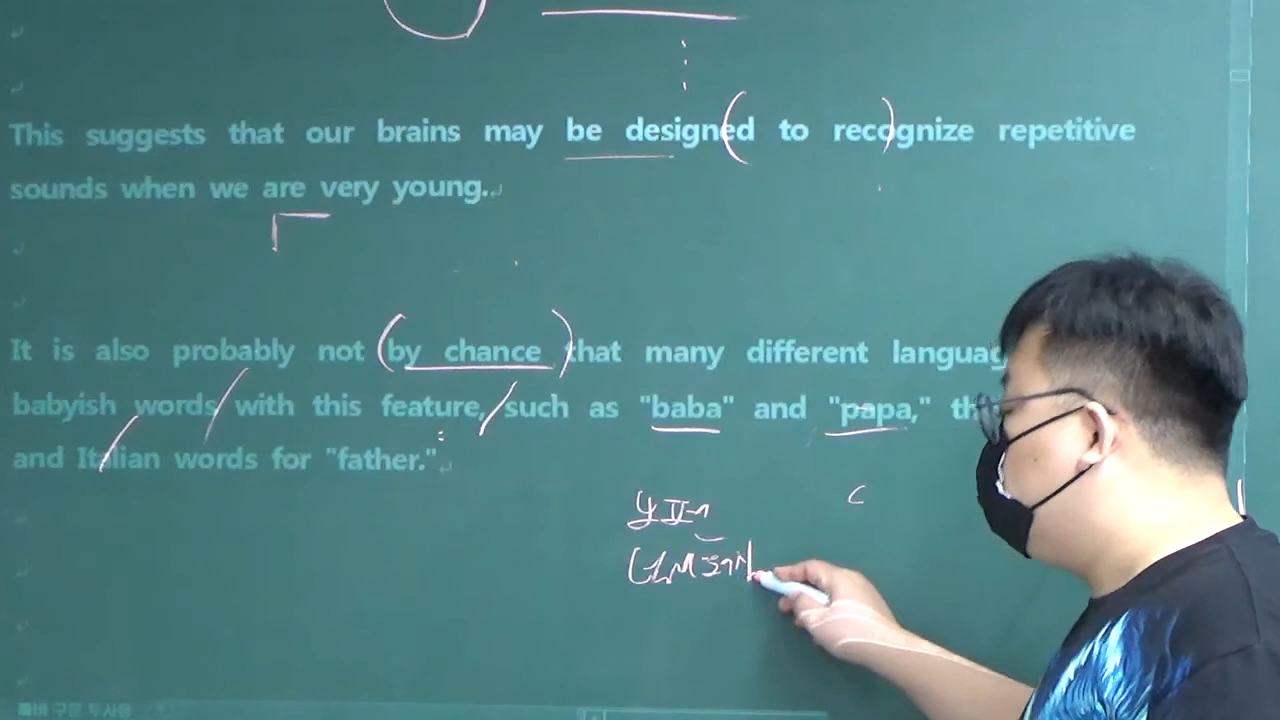 This suggests that our brains may be designed to recognize repetitive
sounds when we are very young.
It is also probably not by chance that many different languag
babyish words with this feature, such as "baba" and "papa," th
and Italian words for "father."